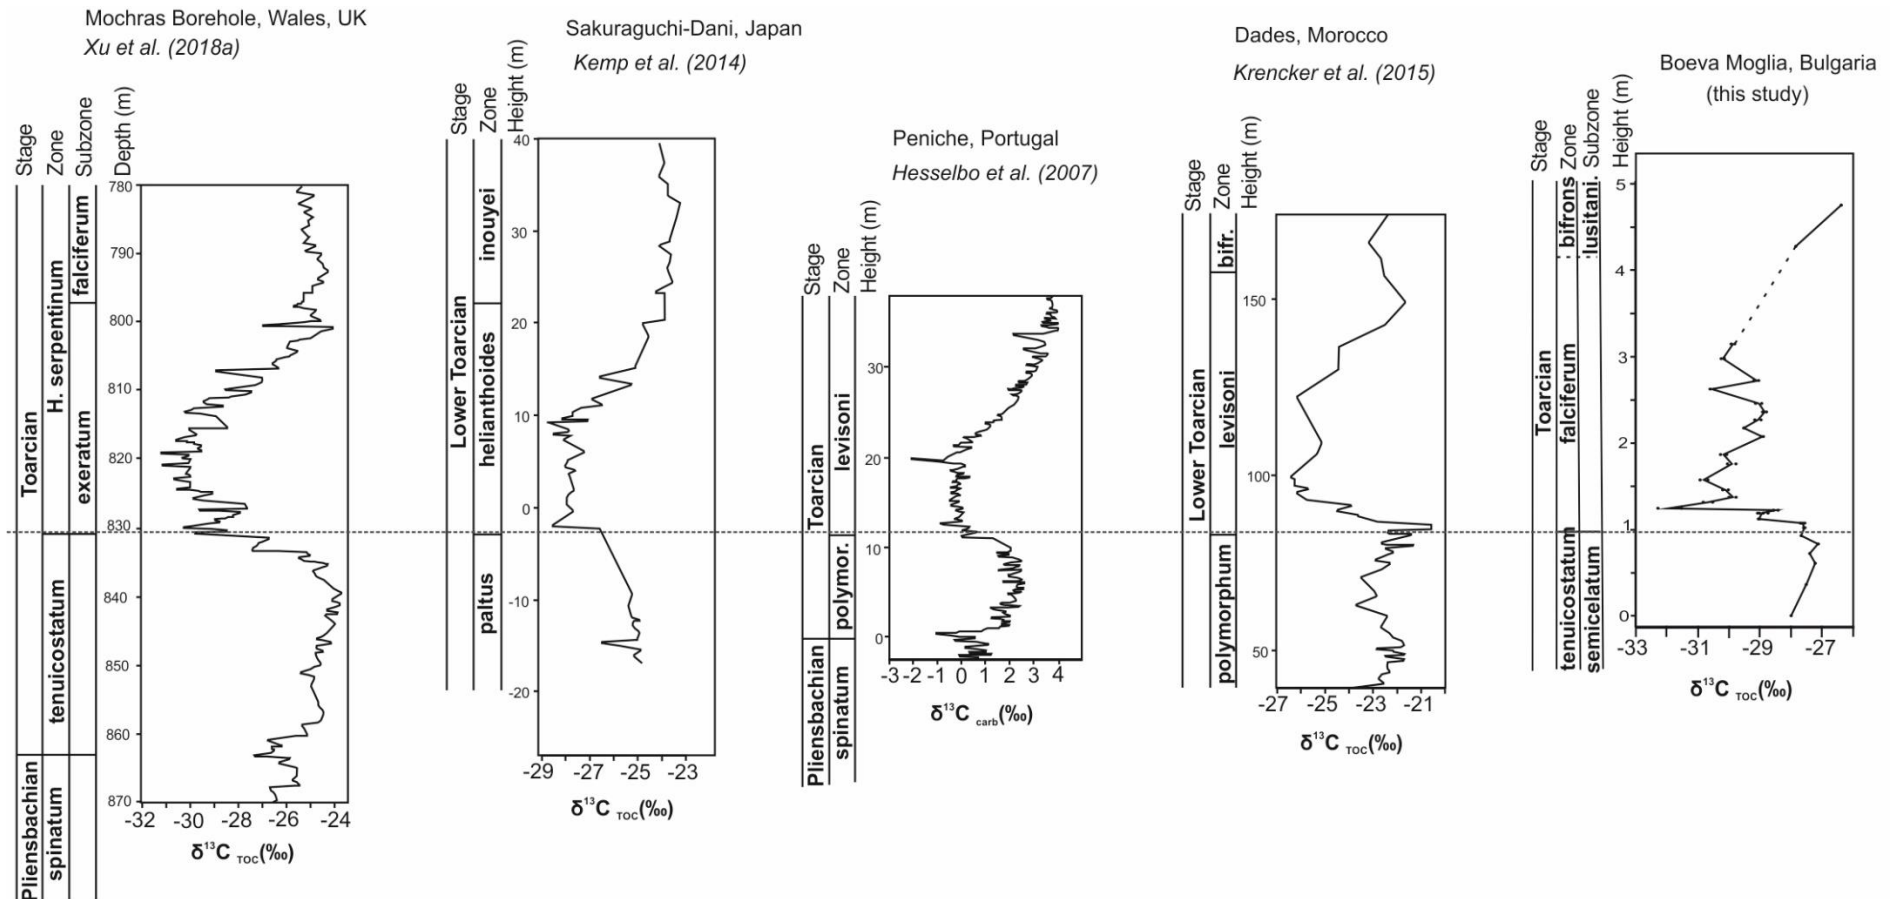 Mochras Borehole, Wales, UK
Xu et al. (2018a)
Stage
Zone
Subzone
Depth (m)
780
790
800
810
820
830
840
850
860
870
Toarcian
Pliensbachian
H. serpentinum
tenuicostatum
spinatum
falciferum
exeratum
-32 -30 -28 -26 -24
δ¹³C TOC(‰)
Sakuraguchi-Dani, Japan
Kemp et al. (2014)
Stage
Zone
Height (m)
40
30
20
10
0
-10
-20
Lower Toarcian
inouyei
helianthoides
paltus
-29 -27 -25 -23
δ¹³C TOC(‰)
Peniche, Portugal
Hesselbo et al. (2007)
Stage
Zone
Height (m)
30
20
10
0
Toarcian
Pliensbachian
levisoni
polymor.
spinatum
-3 -2 -1 0 1 2 3 4
δ¹³C carb(‰)
Dades, Morocco
Krencker et al. (2015)
Stage
Zone
Height (m)
150
100
50
Lower Toarcian
bifr.
levisoni
polymorphum
-27 -25 -23 -21
δ¹³C TOC(‰)
Boeva Moglia, Bulgaria
(this study)
Stage
Zone
Subzone
Height (m)
5
4
3
2
1
0
Toarcian
bifrons
falciferum
tenuicostatum
lusitani.
semicelatum
-33 -31 -29 -27
δ¹³C TOC(‰)